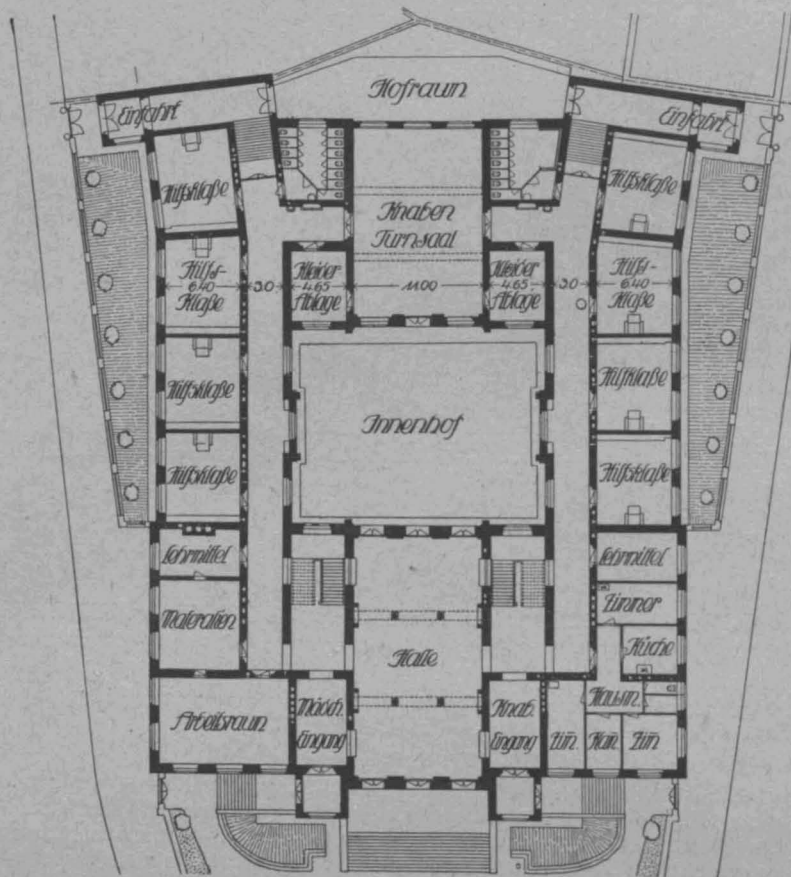 Hofraum
Einfahrt
Einfahrt
Hilfsklaße
Hilfsklaße
Knaben
Turnsaal
Hilfs-
6.40
Klaße
3.0
Kleider
4.65
Ablage
11.00
Kleider
4.65
Ablage
3.0
Hilfs-
6.40
Klaße
Hilfsklaße
Hilfsklaße
Innenhof
Hilfsklaße
Hilfsklaße
Lehrmittel
Lehrmittel
Materalien
Zimmer
Halle
Küche
Arbeitsraum
Mädch.
Eingang
Knab.
Eingang
Hausm.
Zim.
Kam.
Zim.